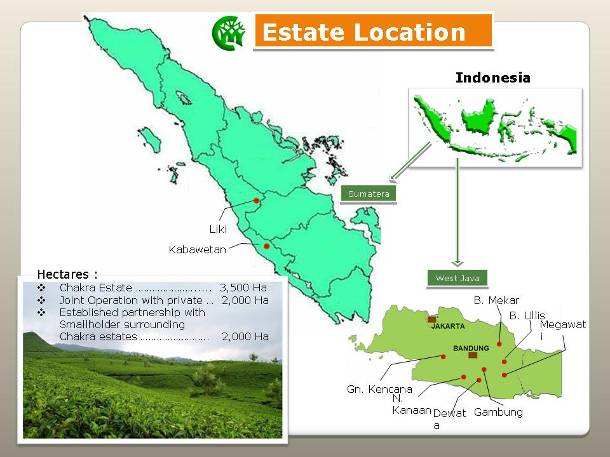 Estate Location
Indonesia
Sumatera
Liki
Kabawetan
West Java
Hectares :
❖ Chakra Estate ........................ 3,500 Ha
❖ Joint Operation with private .. 2,000 Ha
❖ Established partnership with
Smallholder surrounding
Chakra estates ....................... 2,000 Ha
B. Mekar
B. Ullis
Megawat
i
JAKARTA
BANDUNG
Gn. Kencana
N.
Kanaan
Dewat
a
Gambung